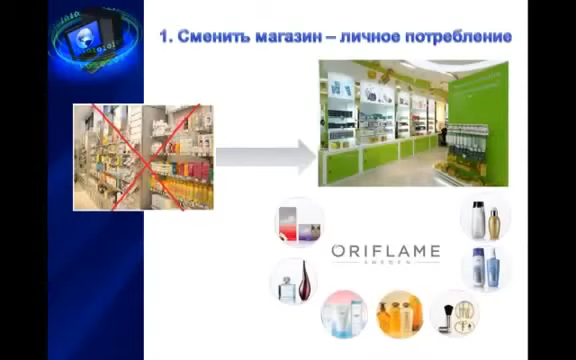 1. Сменить магазин – личное потребление
ORIFLAME
SWEDEN